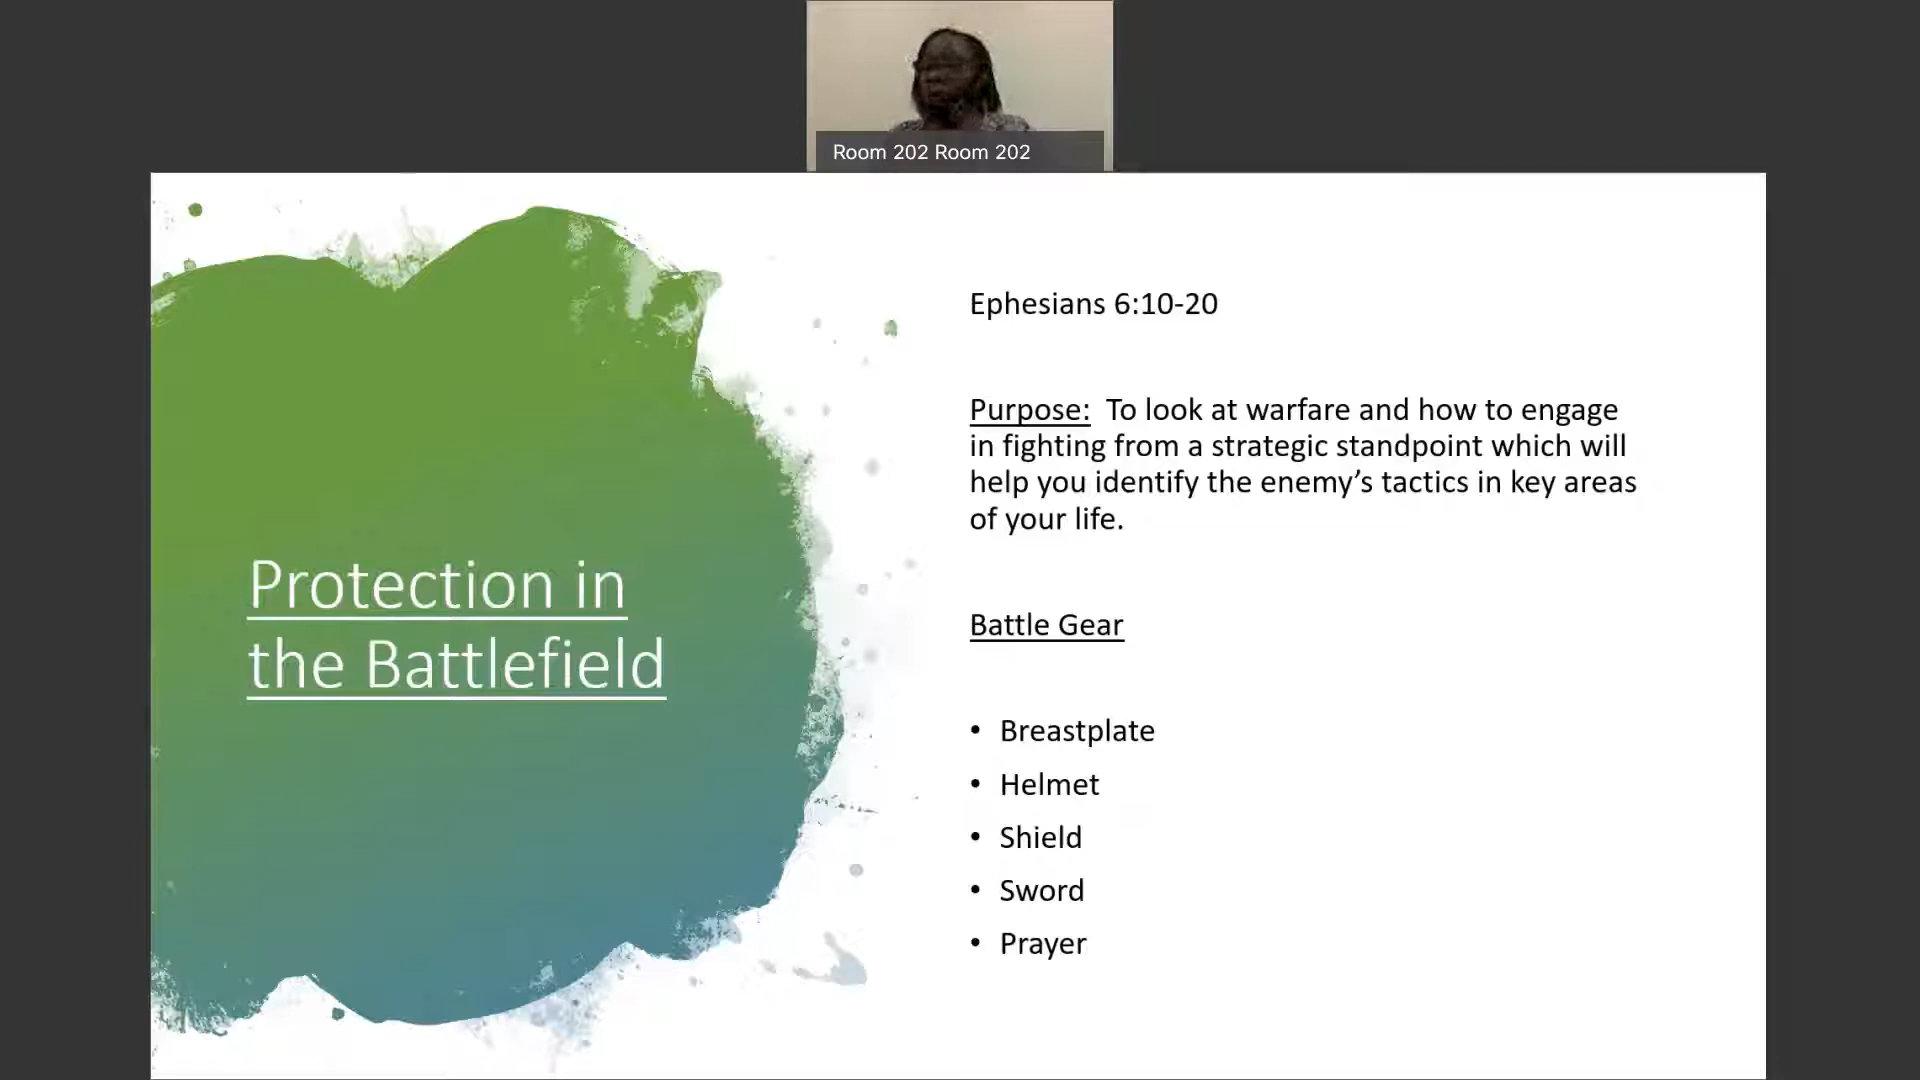 Room 202 Room 202
Protection in
the Battlefield
Ephesians 6:10-20
Purpose: To look at warfare and how to engage
in fighting from a strategic standpoint which will
help you identify the enemy’s tactics in key areas
of your life.
Battle Gear
• Breastplate
• Helmet
• Shield
• Sword
• Prayer